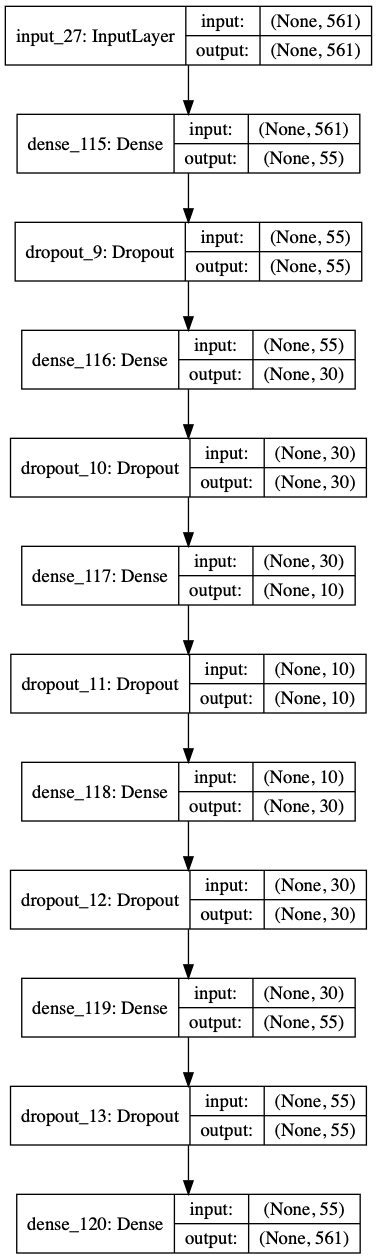 input_27: InputLayer
input: (None, 561)
output: (None, 561)
dense_115: Dense
input: (None, 561)
output: (None, 55)
dropout_9: Dropout
input: (None, 55)
output: (None, 55)
dense_116: Dense
input: (None, 55)
output: (None, 30)
dropout_10: Dropout
input: (None, 30)
output: (None, 30)
dense_117: Dense
input: (None, 30)
output: (None, 10)
dropout_11: Dropout
input: (None, 10)
output: (None, 10)
dense_118: Dense
input: (None, 10)
output: (None, 30)
dropout_12: Dropout
input: (None, 30)
output: (None, 30)
dense_119: Dense
input: (None, 30)
output: (None, 55)
dropout_13: Dropout
input: (None, 55)
output: (None, 55)
dense_120: Dense
input: (None, 55)
output: (None, 561)